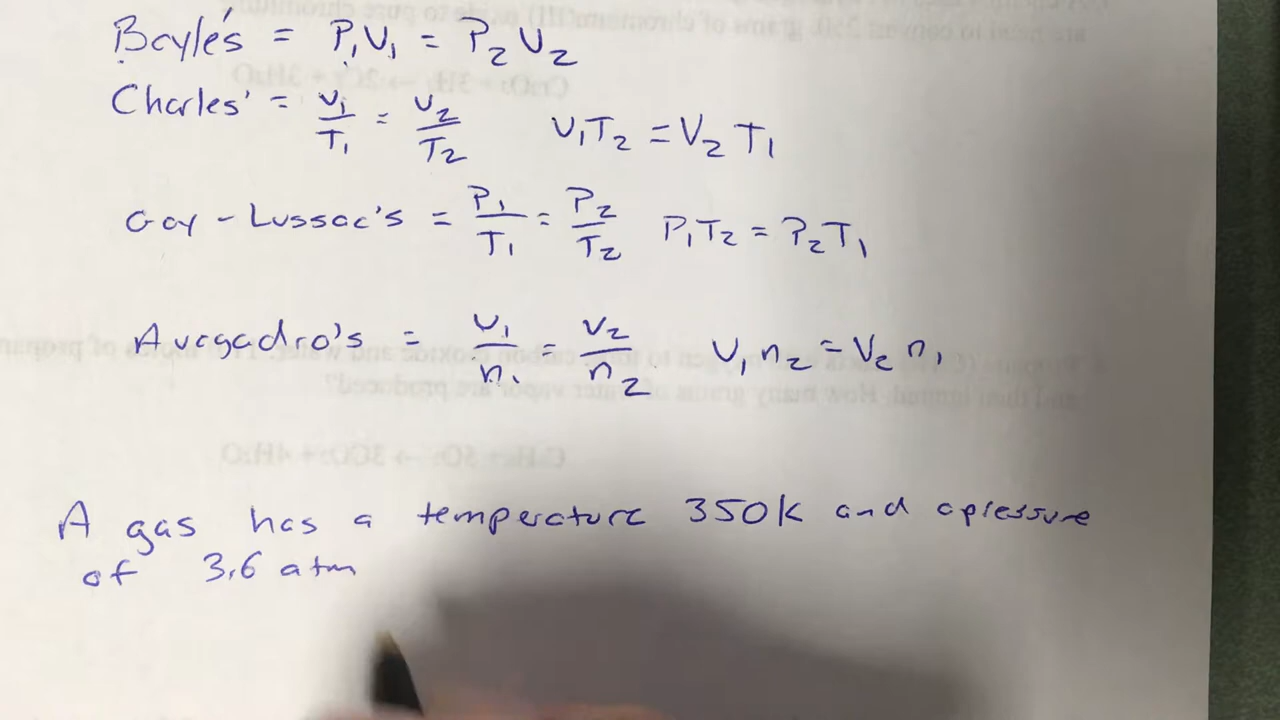 Boyle's = P₁V₁ = P₂V₂
Charles' = V₁/T₁ = V₂/T₂ V₁T₂ = V₂T₁
Gay-Lussac's = P₁/T₁ = P₂/T₂ P₁T₂ = P₂T₁
Avagadro's = V₁/n₁ = V₂/n₂ V₁n₂ = V₂n₁
A gas has a temperature 350K and a pressure
of 3.6 atm